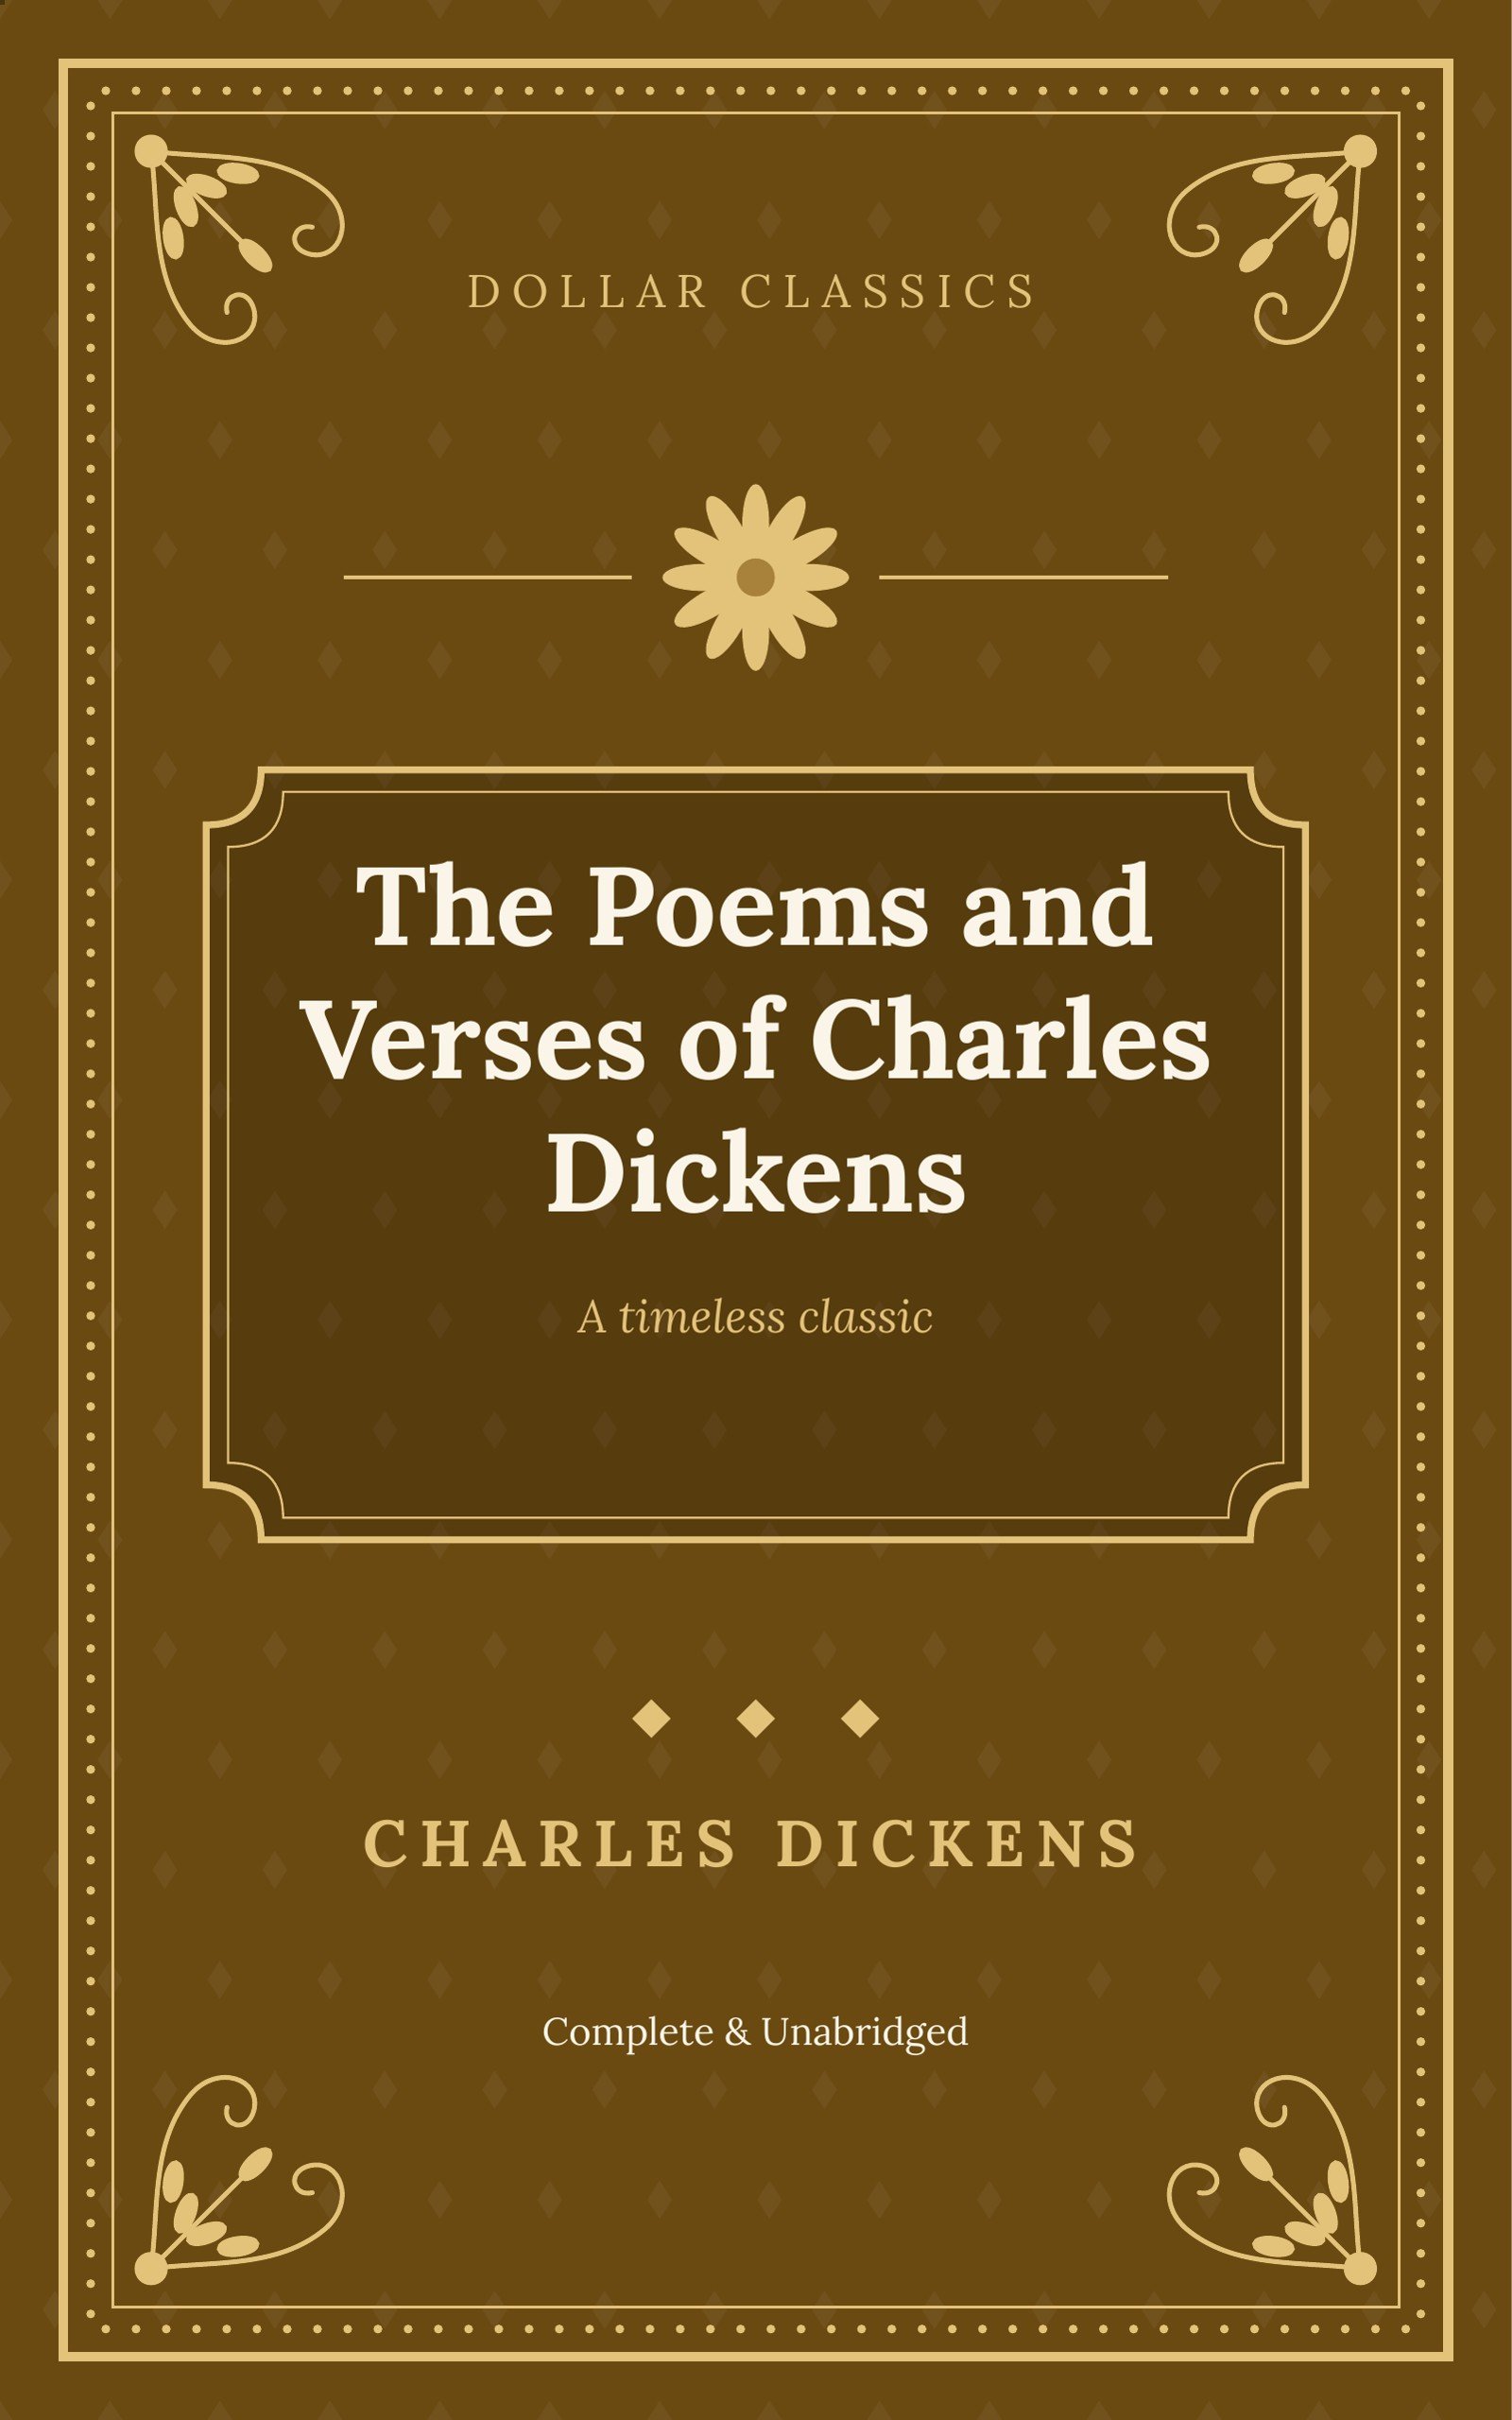 DOLLAR CLASSICS
The Poems and
Verses of Charles
Dickens
A timeless classic
CHARLES DICKENS
Complete & Unabridged